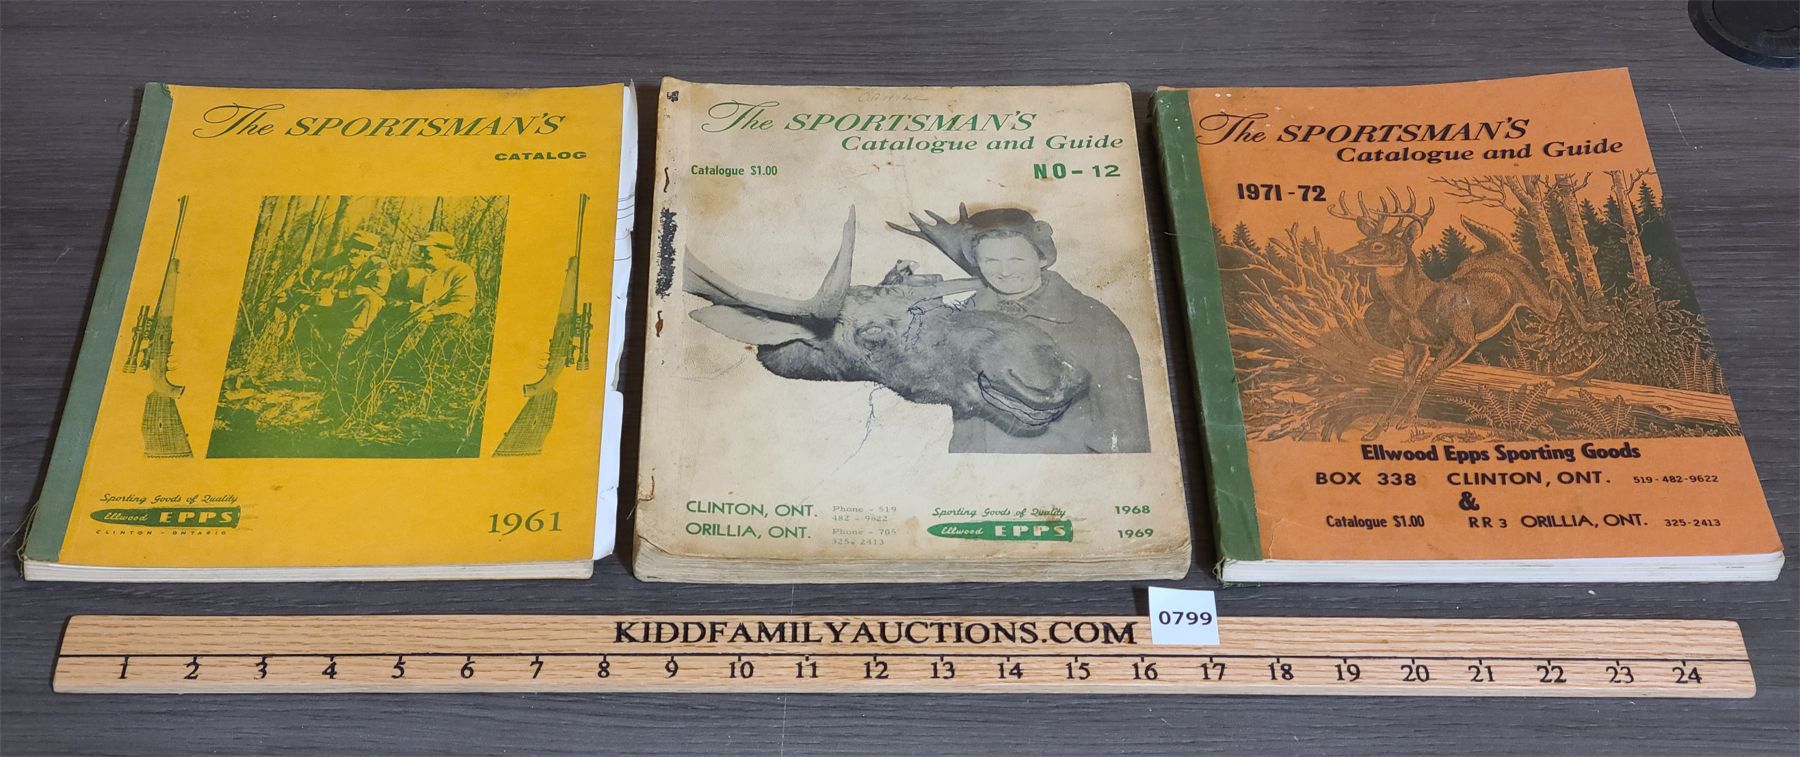 The SPORTSMAN'S
CATALOG
Sporting Goods of Quality
Ellwood EPPS
CLINTON - ONTARIO
1961
The SPORTSMAN'S
Catalogue and Guide
Catalogue $1.00
NO-12
CLINTON, ONT. Phone - 519
482 - 9622
ORILLIA, ONT. Phone - 705
325-2413
Sporting Goods of Quality
Ellwood EPPS
1968
1969
The SPORTSMAN'S
Catalogue and Guide
1971-72
Ellwood Epps Sporting Goods
BOX 338 CLINTON, ONT. 519-482-9622
&
Catalogue $1.00 RR 3 ORILLIA, ONT. 325-2413
0799
KIDDFAMILYAUCTIONS.COM
1 2 3 4 5 6 7 8 9 10 11 12 13 14 15 16 17 18 19 20 21 22 23 24